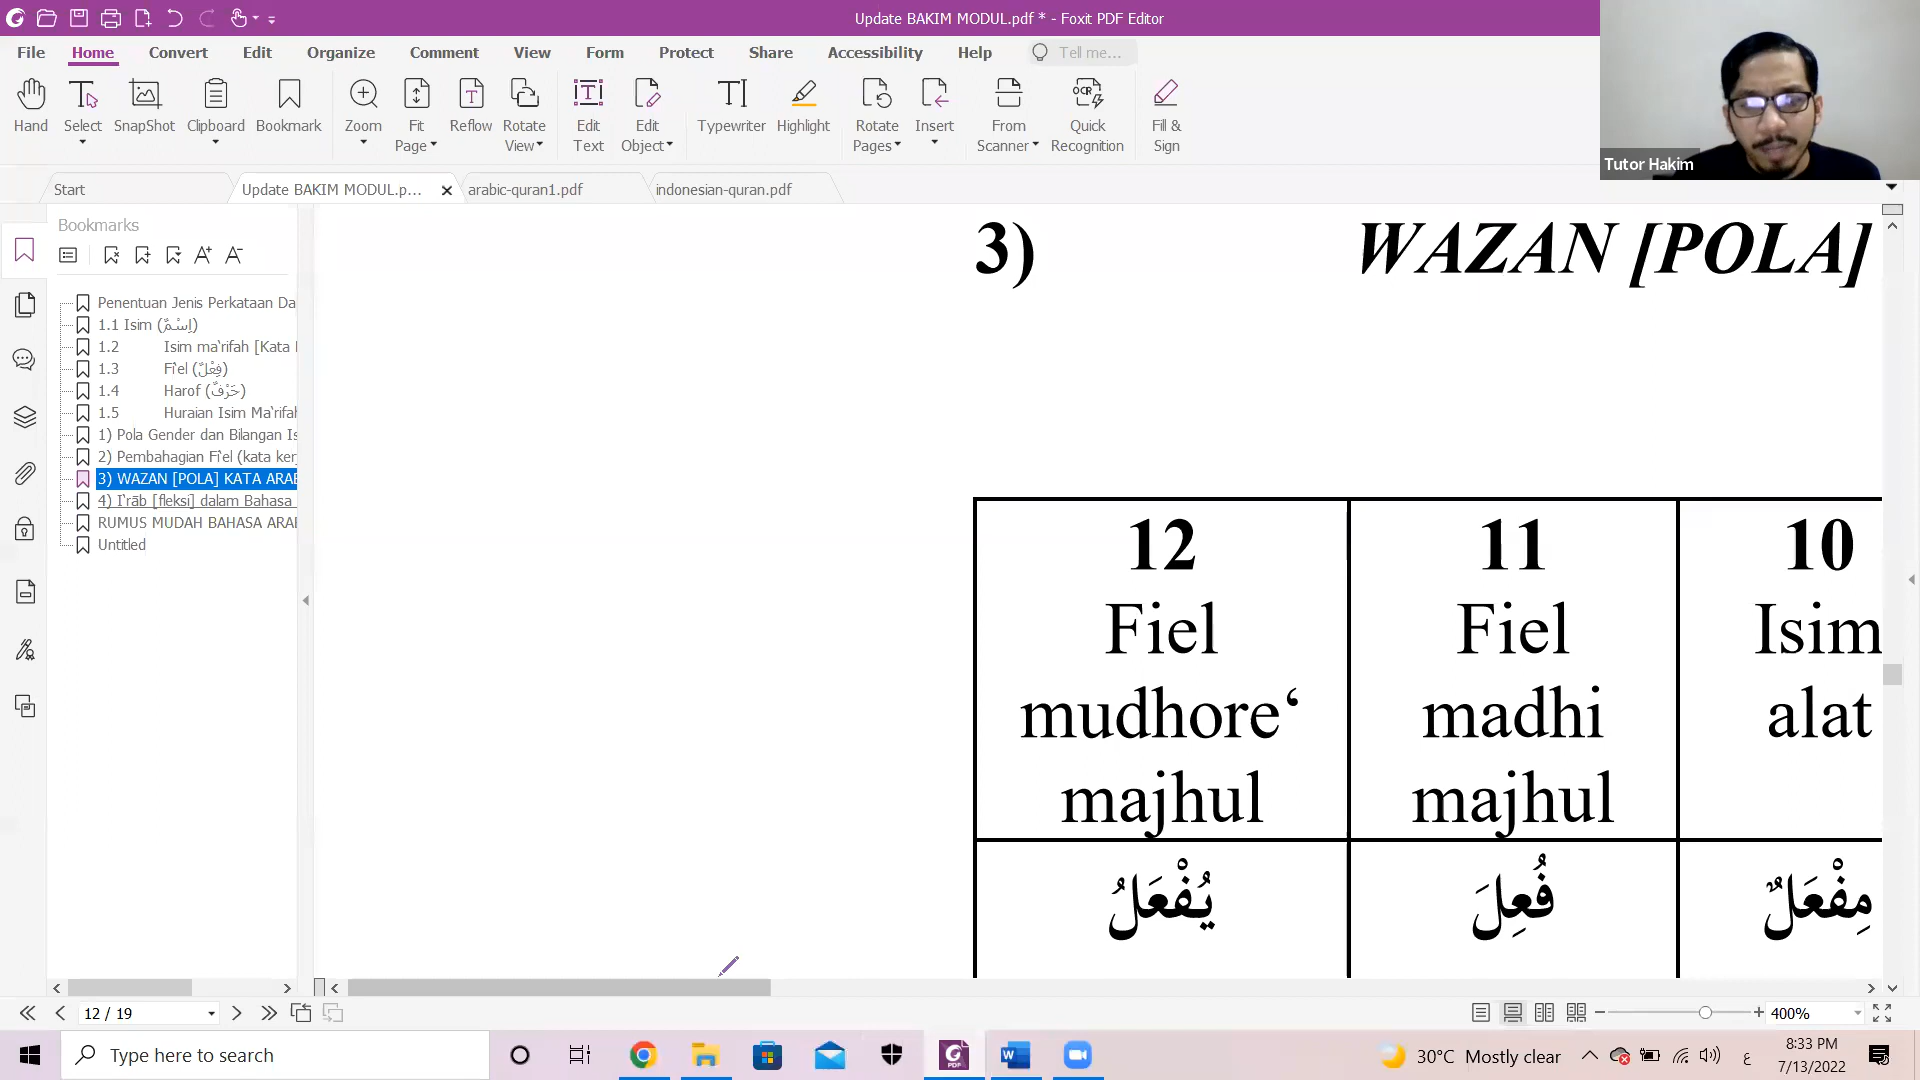 Update BAKIM MODUL.pdf * - Foxit PDF Editor
File Home Convert Edit Organize Comment View Form Protect Share Accessibility Help Tell me...
Hand Select SnapShot Clipboard Bookmark Zoom Fit Page Reflow Rotate View Edit Text Edit Object Typewriter Highlight Rotate Pages Insert From Scanner Quick Recognition Fill & Sign
Tutor Hakim
Start Update BAKIM MODUL.p... arabic-quran1.pdf indonesian-quran.pdf
Bookmarks
Penentuan Jenis Perkataan Da
1.1 Isim (اِسْمٌ)
1.2 Isim ma‘rifah [Kata
1.3 Fi‘el (فِعْلٌ)
1.4 Harof (حَرْفٌ)
1.5 Huraian Isim Ma‘rifah
1) Pola Gender dan Bilangan Is
2) Pembahagian Fi‘el (kata ker
3) WAZAN [POLA] KATA ARAB
4) I‘rāb [fleksi] dalam Bahasa
RUMUS MUDAH BAHASA ARAB
Untitled
3) WAZAN [POLA]
12 11 10
Fiel Fiel Isim
mudhore‘ madhi alat
majhul majhul
يُفْعَلُ فُعِلَ مِفْعَلٌ
12 / 19
400%
Type here to search
30°C Mostly clear
ع
8:33 PM
7/13/2022